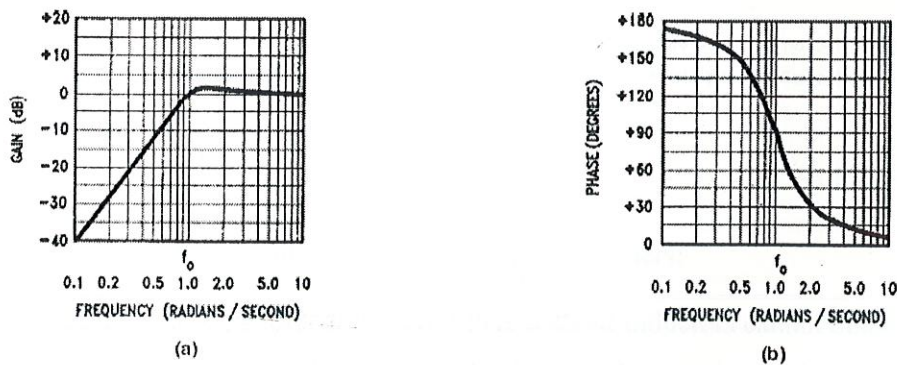 +20
+10
0
-10
-20
-30
-40
GAIN (dB)
f₀
0.1 0.2 0.5 1.0 2.0 5.0 10
FREQUENCY (RADIANS / SECOND)
(a)
+180
+150
+120
+90
+60
+30
0
PHASE (DEGREES)
f₀
0.1 0.2 0.5 1.0 2.0 5.0 10
FREQUENCY (RADIANS / SECOND)
(b)